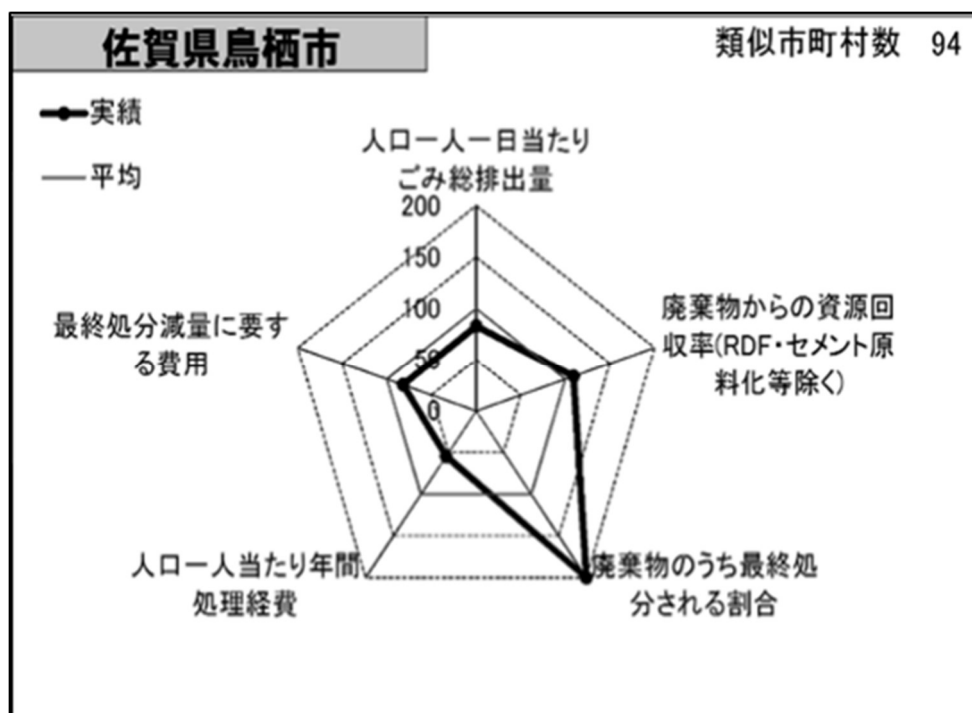 佐賀県鳥栖市
類似市町村数 94
実績
平均
人口一人一日当たり
ごみ総排出量
200
150
100
50
0
廃棄物からの資源回
収率(RDF・セメント原
料化等除く)
最終処分減量に要す
る費用
人口一人当たり年間
処理経費
廃棄物のうち最終処
分される割合